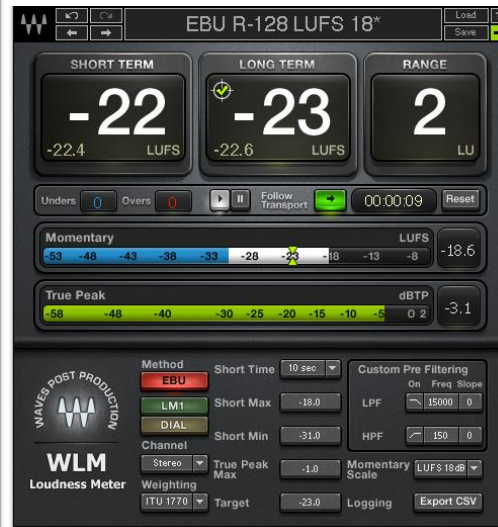 EBU R-128 LUFS 18*
Load
Save
SHORT TERM
LONG TERM
RANGE
-22
-23
2
-22.4 LUFS
-22.6 LUFS
LU
Unders 0 Overs 0
Follow Transport
00:00:09
Reset
Momentary LUFS
-53 -48 -43 -38 -33 -28 -23 -18 -13 -8
-18.6
True Peak dBTP
-58 -48 -40 -30 -25 -20 -15 -10 -5 0 2
-3.1
WAVES POST PRODUCTION
WLM
Loudness Meter
Method
EBU
LM1
DIAL
Channel
Stereo
Weighting
ITU 1770
Short Time 10 sec
Short Max -18.0
Short Min -31.0
True Peak Max -1.0
Target -23.0
Custom Pre Filtering
On Freq Slope
LPF 15000 0
HPF 150 0
Momentary Scale LUFS 18dB
Logging Export CSV